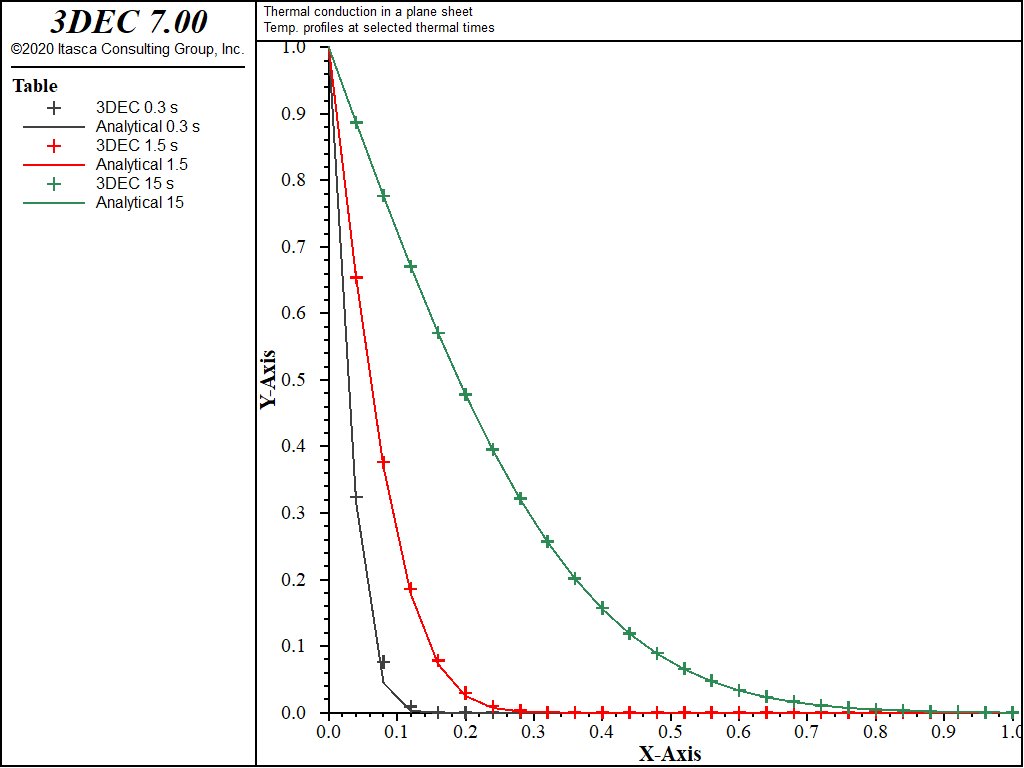 3DEC 7.00
©2020 Itasca Consulting Group, Inc.
Table
3DEC 0.3 s
Analytical 0.3 s
3DEC 1.5 s
Analytical 1.5
3DEC 15 s
Analytical 15
Thermal conduction in a plane sheet
Temp. profiles at selected thermal times
1.0
0.9
0.8
0.7
0.6
0.5
0.4
0.3
0.2
0.1
0.0
Y-Axis
0.0 0.1 0.2 0.3 0.4 0.5 0.6 0.7 0.8 0.9 1.0
X-Axis